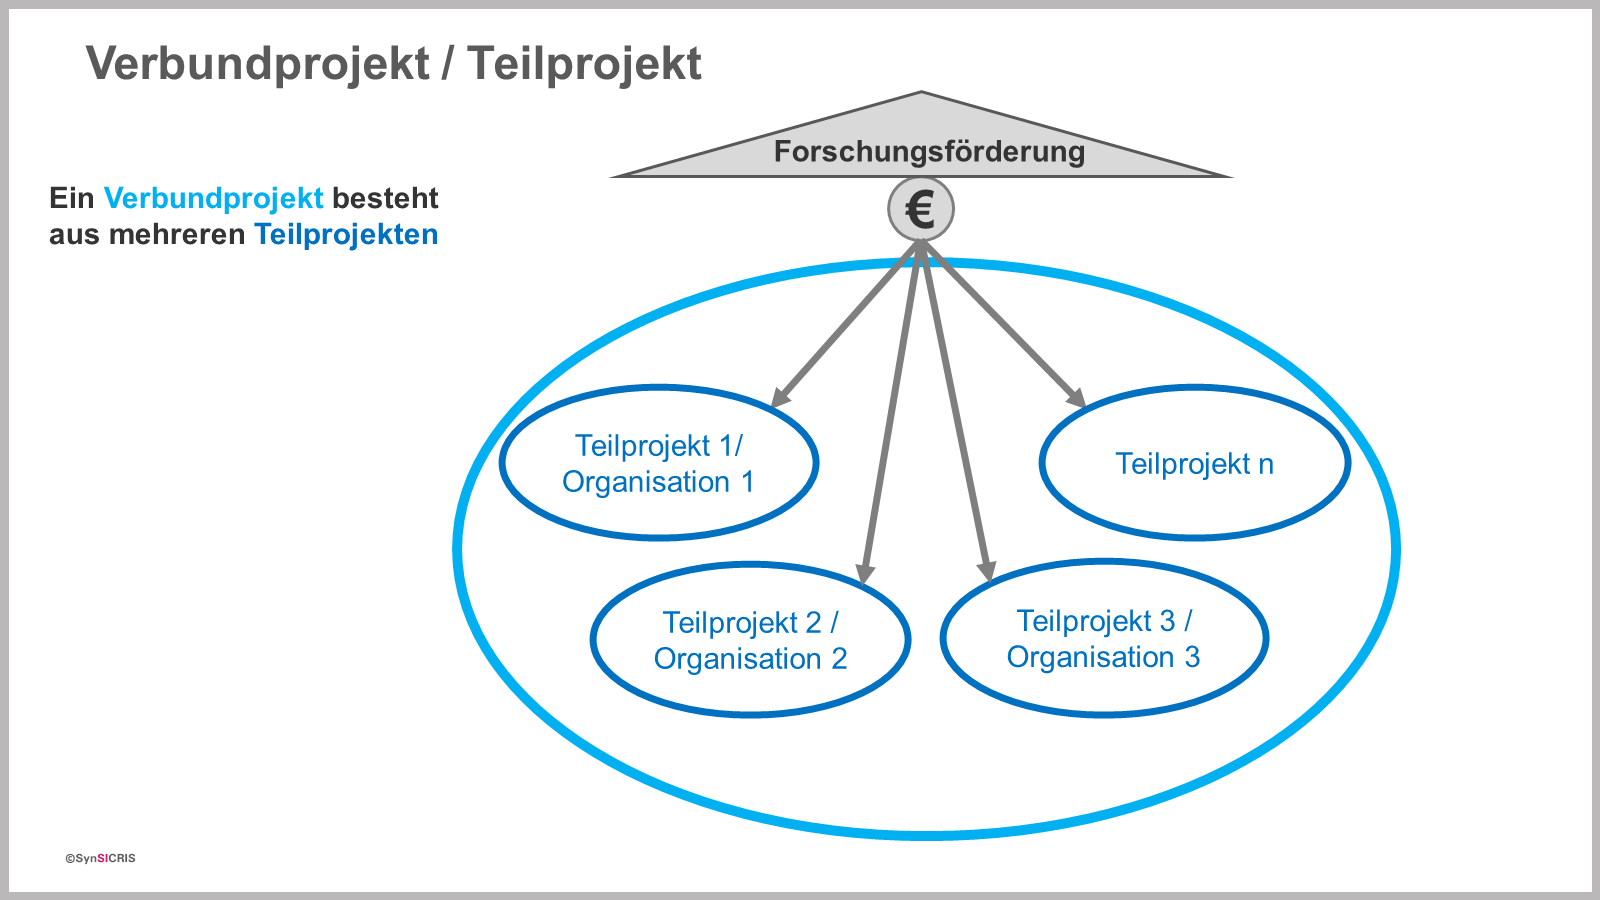 Verbundprojekt / Teilprojekt
Forschungsförderung
€
Ein Verbundprojekt besteht
aus mehreren Teilprojekten
Teilprojekt 1/
Organisation 1
Teilprojekt n
Teilprojekt 2 /
Organisation 2
Teilprojekt 3 /
Organisation 3
©SynSICRIS